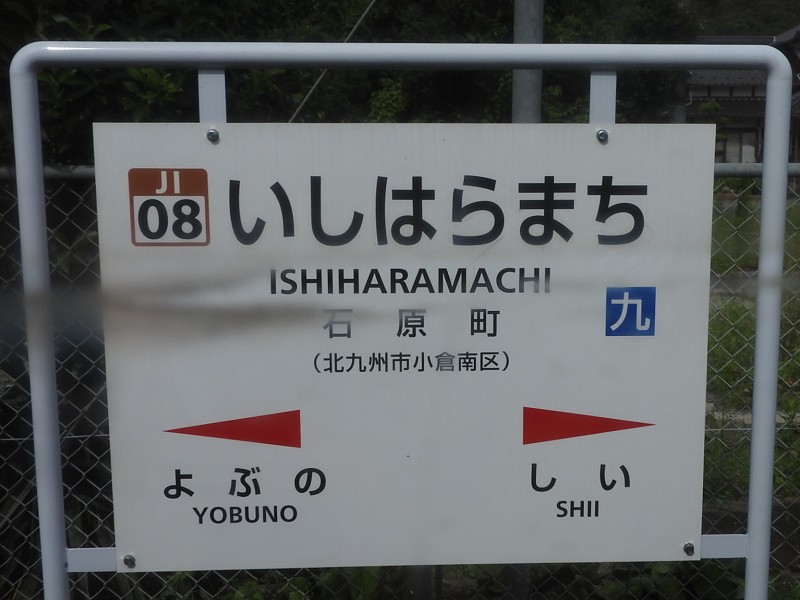 JI
08
いしはらまち
ISHIHARAMACHI
石原町
九
（北九州市小倉南区）
よぶの
YOBUNO
しい
SHII